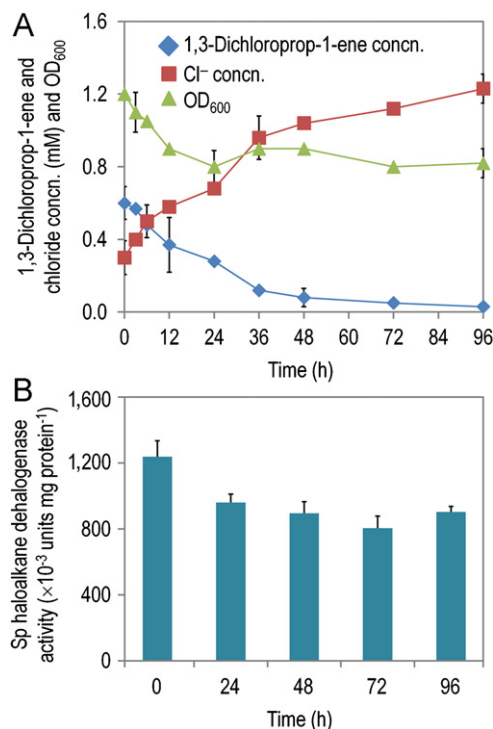 A
1,3-Dichloroprop-1-ene concn.
Cl⁻ concn.
OD₆₀₀
1,3-Dichloroprop-1-ene and
chloride concn. (mM) and OD₆₀₀
1.6
1.2
0.8
0.4
0.0
0 12 24 36 48 60 72 84 96
Time (h)
B
Sp haloalkane dehalogenase
activity (×10⁻³ units mg protein⁻¹)
1,600
1,200
800
400
0
0 24 48 72 96
Time (h)